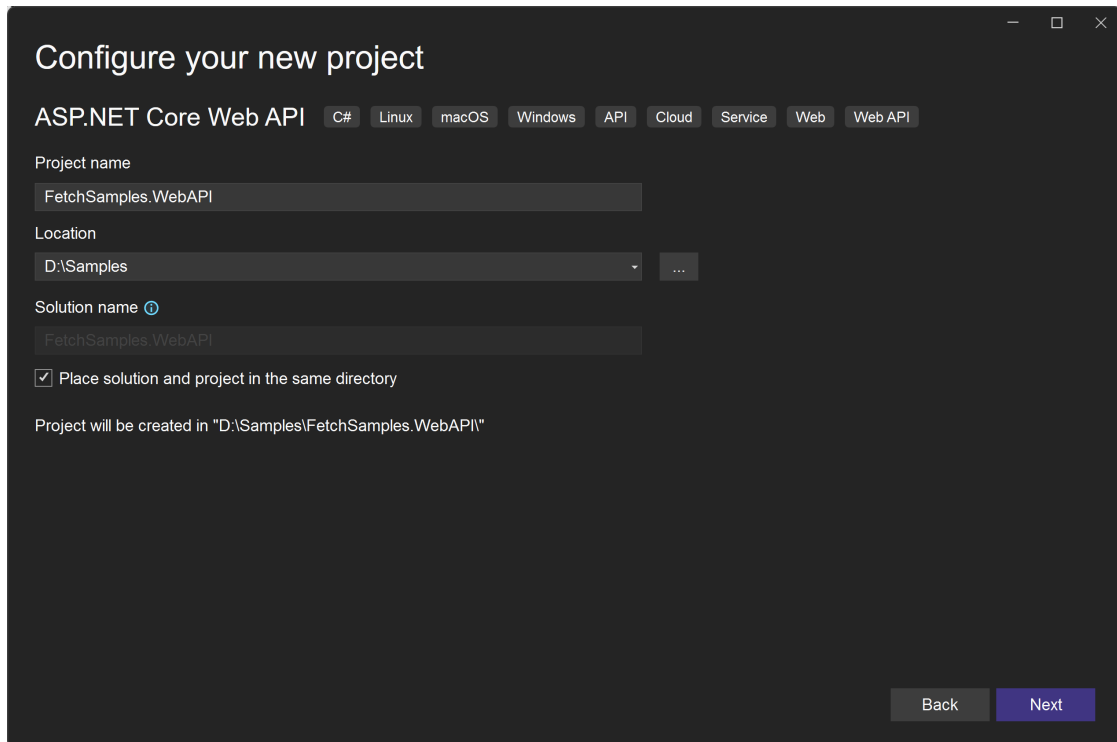 Configure your new project
ASP.NET Core Web API C# Linux macOS Windows API Cloud Service Web Web API
Project name
FetchSamples.WebAPI
Location
D:\Samples ...
Solution name
FetchSamples.WebAPI
Place solution and project in the same directory
Project will be created in "D:\Samples\FetchSamples.WebAPI\"
Back Next